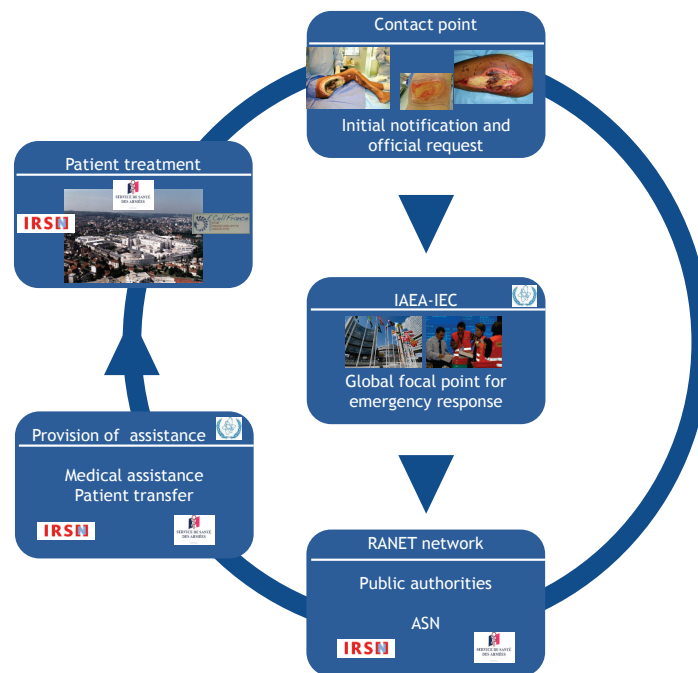 Contact point
Initial notification and
official request
IAEA-IEC
Global focal point for
emergency response
RANET network
Public authorities
ASN
IRSN
SERVICE DE SANTÉ
DES ARMÉES
Provision of assistance
Medical assistance
Patient transfer
IRSN
SERVICE DE SANTÉ
DES ARMÉES
Patient treatment
SERVICE DE SANTÉ
DES ARMÉES
IRSN